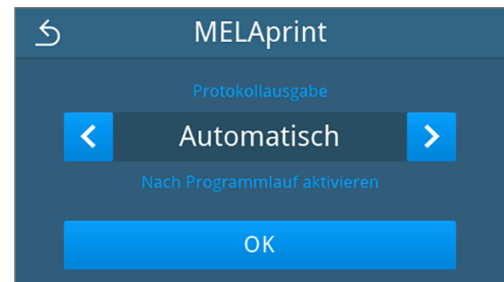 MELAprint
Protokollausgabe
Automatisch
Nach Programmlauf aktivieren
OK